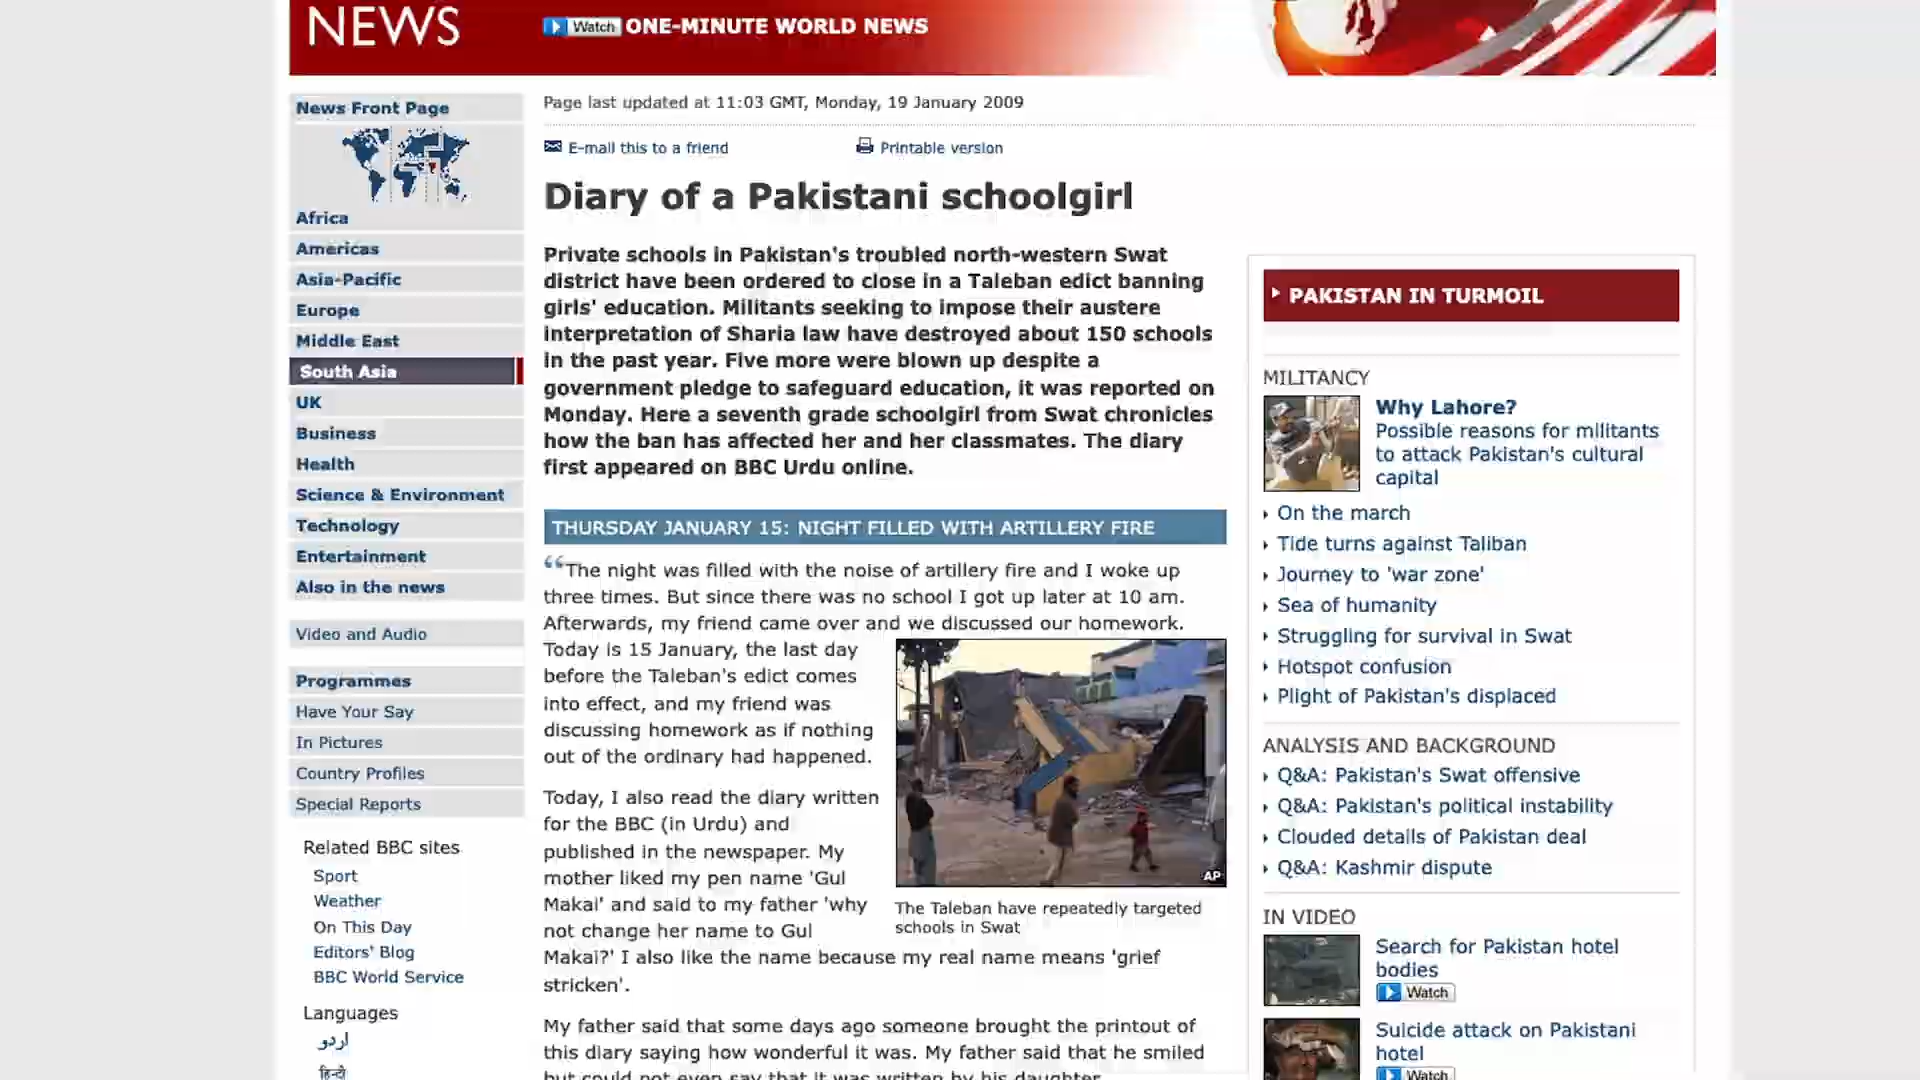 NEWS
Watch ONE-MINUTE WORLD NEWS
News Front Page
Africa
Americas
Asia-Pacific
Europe
Middle East
South Asia
UK
Business
Health
Science & Environment
Technology
Entertainment
Also in the news
Video and Audio
Programmes
Have Your Say
In Pictures
Country Profiles
Special Reports
Related BBC sites
Sport
Weather
On This Day
Editors' Blog
BBC World Service
Languages
اردو
हिन्दी
Page last updated at 11:03 GMT, Monday, 19 January 2009
E-mail this to a friend
Printable version
Diary of a Pakistani schoolgirl
Private schools in Pakistan's troubled north-western Swat
district have been ordered to close in a Taleban edict banning
girls' education. Militants seeking to impose their austere
interpretation of Sharia law have destroyed about 150 schools
in the past year. Five more were blown up despite a
government pledge to safeguard education, it was reported on
Monday. Here a seventh grade schoolgirl from Swat chronicles
how the ban has affected her and her classmates. The diary
first appeared on BBC Urdu online.
THURSDAY JANUARY 15: NIGHT FILLED WITH ARTILLERY FIRE
“The night was filled with the noise of artillery fire and I woke up
three times. But since there was no school I got up later at 10 am.
Afterwards, my friend came over and we discussed our homework.
Today is 15 January, the last day
before the Taleban's edict comes
into effect, and my friend was
discussing homework as if nothing
out of the ordinary had happened.
Today, I also read the diary written
for the BBC (in Urdu) and
published in the newspaper. My
mother liked my pen name 'Gul
Makai' and said to my father 'why
not change her name to Gul
Makai?' I also like the name because my real name means 'grief
stricken'.
My father said that some days ago someone brought the printout of
this diary saying how wonderful it was. My father said that he smiled
but could not even say that it was written by his daughter.
AP
The Taleban have repeatedly targeted
schools in Swat
PAKISTAN IN TURMOIL
MILITANCY
Why Lahore?
Possible reasons for militants
to attack Pakistan's cultural
capital
On the march
Tide turns against Taliban
Journey to 'war zone'
Sea of humanity
Struggling for survival in Swat
Hotspot confusion
Plight of Pakistan's displaced
ANALYSIS AND BACKGROUND
Q&A: Pakistan's Swat offensive
Q&A: Pakistan's political instability
Clouded details of Pakistan deal
Q&A: Kashmir dispute
IN VIDEO
Search for Pakistan hotel
bodies
Watch
Suicide attack on Pakistani
hotel
Watch